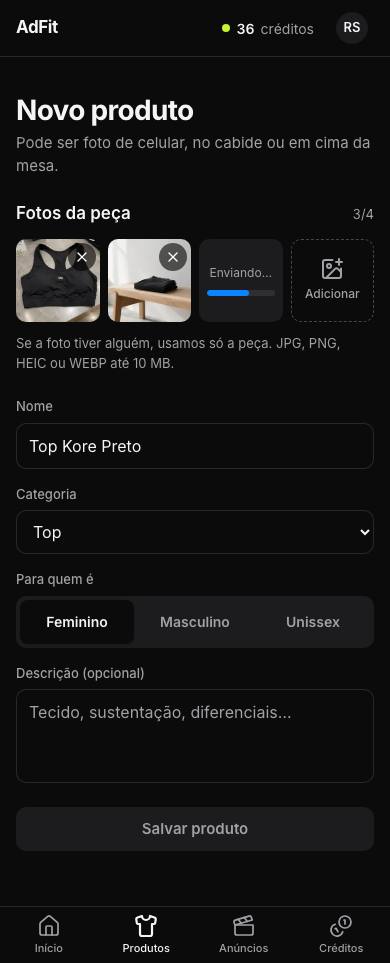 AdFit
36 créditos
RS
Novo produto
Pode ser foto de celular, no cabide ou em cima da
mesa.
Fotos da peça
3/4
Enviando...
Adicionar
Se a foto tiver alguém, usamos só a peça. JPG, PNG,
HEIC ou WEBP até 10 MB.
Nome
Top Kore Preto
Categoria
Top
Para quem é
Feminino
Masculino
Unissex
Descrição (opcional)
Tecido, sustentação, diferenciais...
Salvar produto
Início
Produtos
Anúncios
Créditos